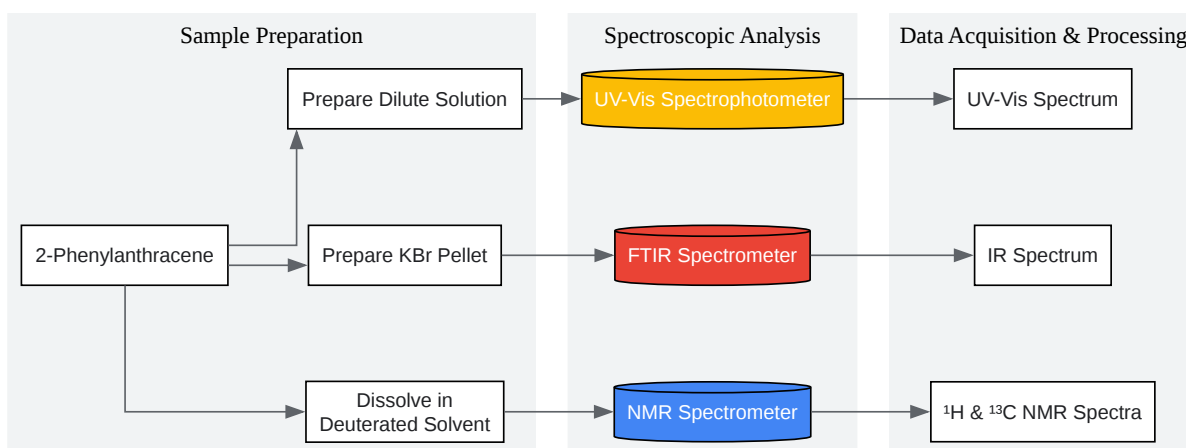 Sample Preparation
Spectroscopic Analysis
Data Acquisition & Processing
Prepare Dilute Solution
UV-Vis Spectrophotometer
UV-Vis Spectrum
2-Phenylanthracene
Prepare KBr Pellet
FTIR Spectrometer
IR Spectrum
Dissolve in
Deuterated Solvent
NMR Spectrometer
¹H & ¹³C NMR Spectra